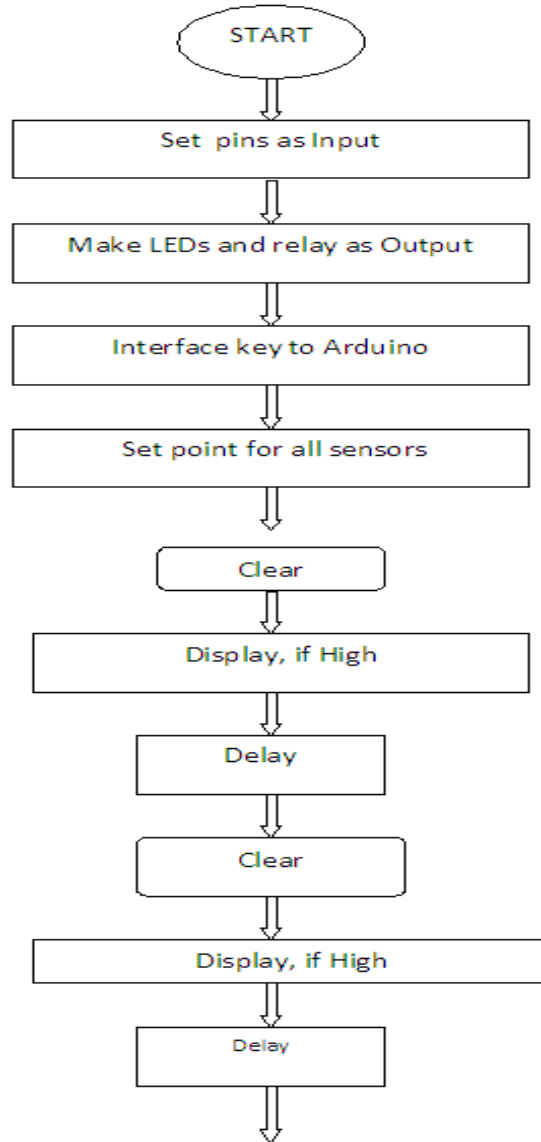 START
Set pins as Input
Make LEDs and relay as Output
Interface key to Arduino
Set point for all sensors
Clear
Display, if High
Delay
Clear
Display, if High
Delay